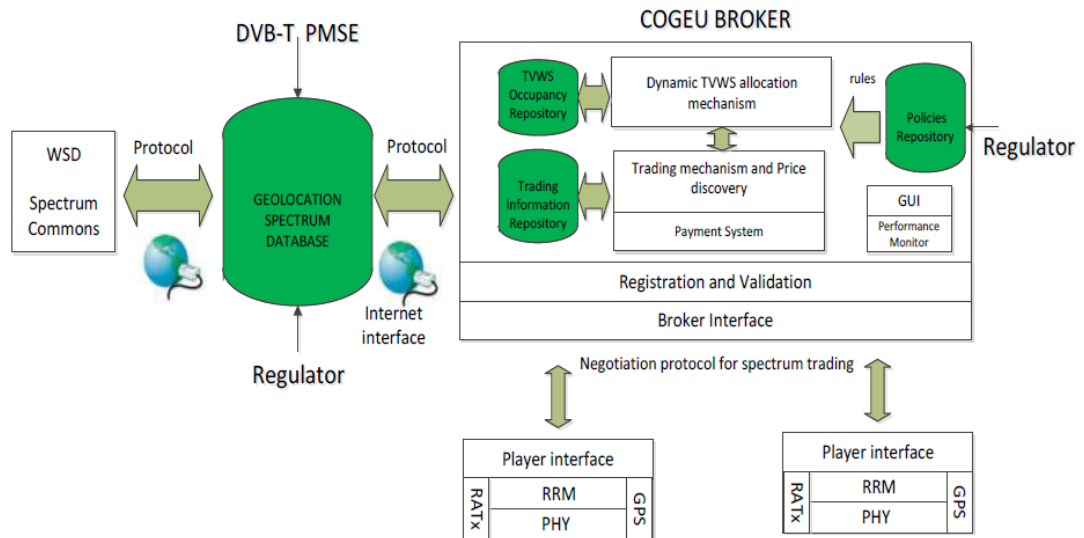 DVB-T PMSE
COGEU BROKER
WSD
Spectrum
Commons
Protocol
GEOLOCATION
SPECTRUM
DATABASE
Regulator
Protocol
Internet
interface
TVWS
Occupancy
Repository
Dynamic TVWS allocation
mechanism
rules
Policies
Repository
Regulator
Trading
Information
Repository
Trading mechanism and Price
discovery
Payment System
GUI
Performance
Monitor
Registration and Validation
Broker Interface
Negotiation protocol for spectrum trading
Player interface
RATx
RRM
PHY
GPS
Player interface
RATx
RRM
PHY
GPS